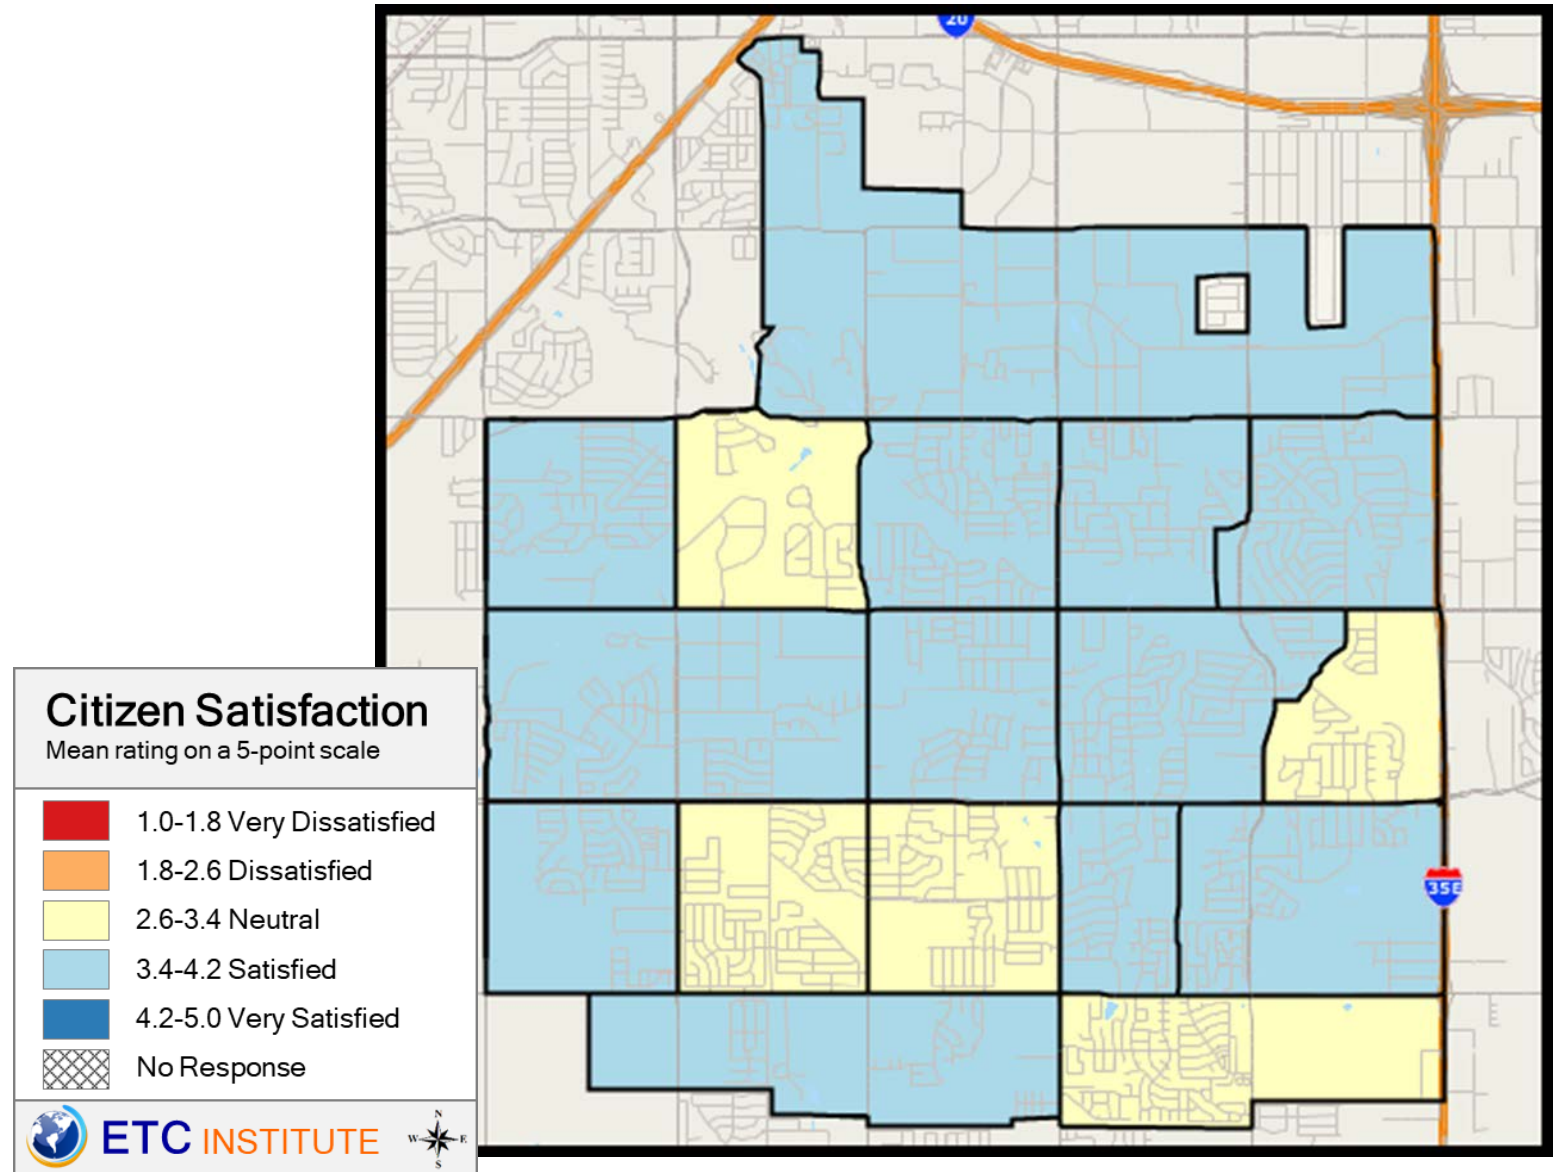 20
35E
Citizen Satisfaction
Mean rating on a 5-point scale
1.0-1.8 Very Dissatisfied
1.8-2.6 Dissatisfied
2.6-3.4 Neutral
3.4-4.2 Satisfied
4.2-5.0 Very Satisfied
No Response
ETC INSTITUTE
N
W E
S